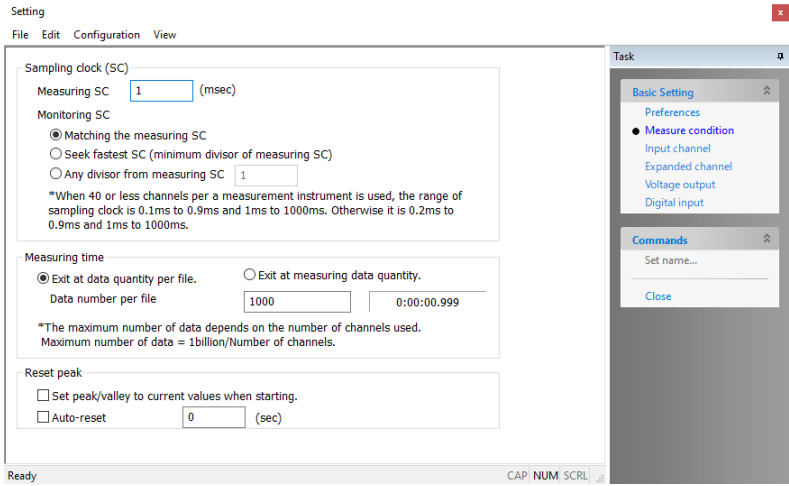 Setting
x
File Edit Configuration View
Sampling clock (SC)
Measuring SC 1 (msec)
Monitoring SC
Matching the measuring SC
Seek fastest SC (minimum divisor of measuring SC)
Any divisor from measuring SC 1
*When 40 or less channels per a measurement instrument is used, the range of
sampling clock is 0.1ms to 0.9ms and 1ms to 1000ms. Otherwise it is 0.2ms to
0.9ms and 1ms to 1000ms.
Measuring time
Exit at data quantity per file. Exit at measuring data quantity.
Data number per file 1000 0:00:00.999
*The maximum number of data depends on the number of channels used.
Maximum number of data = 1billion/Number of channels.
Reset peak
Set peak/valley to current values when starting.
Auto-reset 0 (sec)
Ready CAP NUM SCRL
Task
Basic Setting
Preferences
Measure condition
Input channel
Expanded channel
Voltage output
Digital input
Commands
Set name...
Close